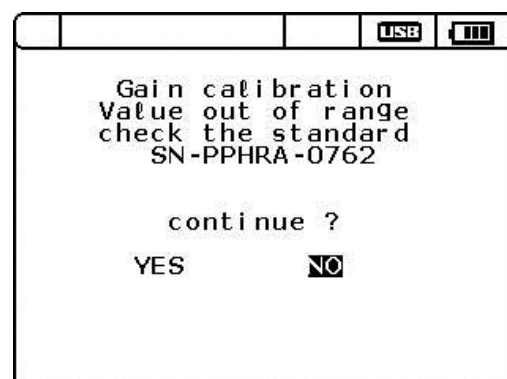 USB
Gain calibration
Value out of range
check the standard
SN-PPHRA-0762
continue ?
YES NO